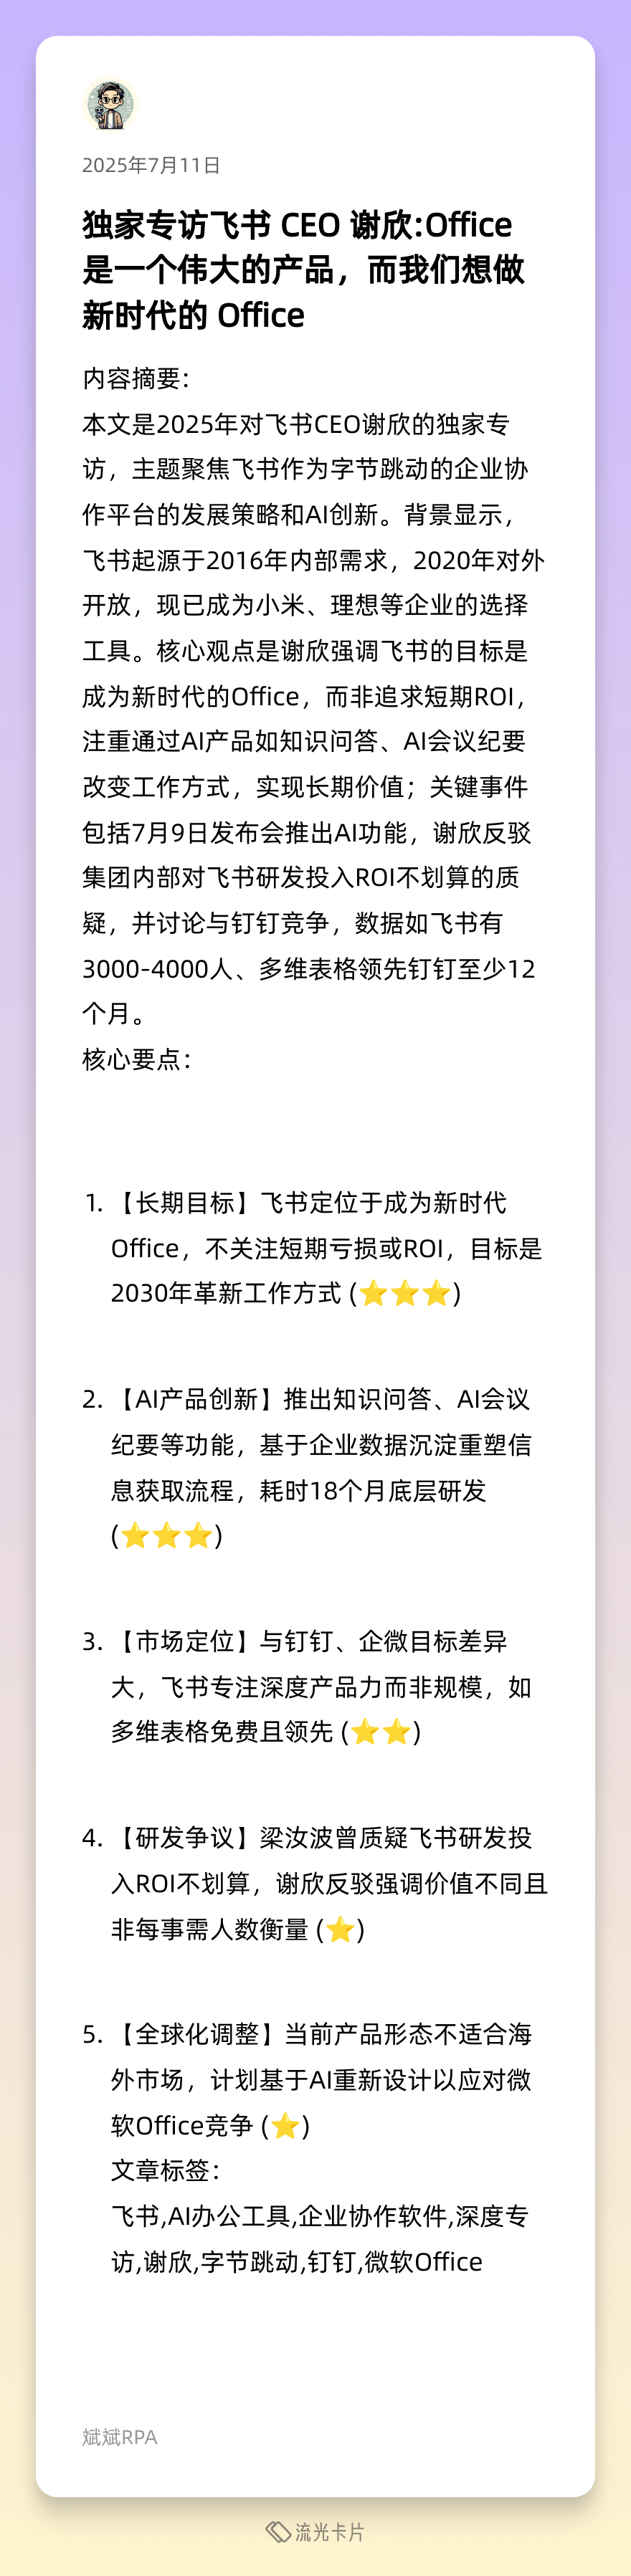 2025年7月11日
独家专访飞书 CEO 谢欣:Office
是一个伟大的产品，而我们想做
新时代的 Office
内容摘要：
本文是2025年对飞书CEO谢欣的独家专
访，主题聚焦飞书作为字节跳动的企业协
作平台的发展策略和AI创新。背景显示，
飞书起源于2016年内部需求，2020年对外
开放，现已成为小米、理想等企业的选择
工具。核心观点是谢欣强调飞书的目标是
成为新时代的Office，而非追求短期ROI，
注重通过AI产品如知识问答、AI会议纪要
改变工作方式，实现长期价值；关键事件
包括7月9日发布会推出AI功能，谢欣反驳
集团内部对飞书研发投入ROI不划算的质
疑，并讨论与钉钉竞争，数据如飞书有
3000-4000人、多维表格领先钉钉至少12
个月。
核心要点：
1. 【长期目标】飞书定位于成为新时代
Office，不关注短期亏损或ROI，目标是
2030年革新工作方式 (⭐⭐⭐)
2. 【AI产品创新】推出知识问答、AI会议
纪要等功能，基于企业数据沉淀重塑信
息获取流程，耗时18个月底层研发
(⭐⭐⭐)
3. 【市场定位】与钉钉、企微目标差异
大，飞书专注深度产品力而非规模，如
多维表格免费且领先 (⭐⭐)
4. 【研发争议】梁汝波曾质疑飞书研发投
入ROI不划算，谢欣反驳强调价值不同且
非每事需人数衡量 (⭐)
5. 【全球化调整】当前产品形态不适合海
外市场，计划基于AI重新设计以应对微
软Office竞争 (⭐)
文章标签：
飞书,AI办公工具,企业协作软件,深度专
访,谢欣,字节跳动,钉钉,微软Office
斌斌RPA
流光卡片